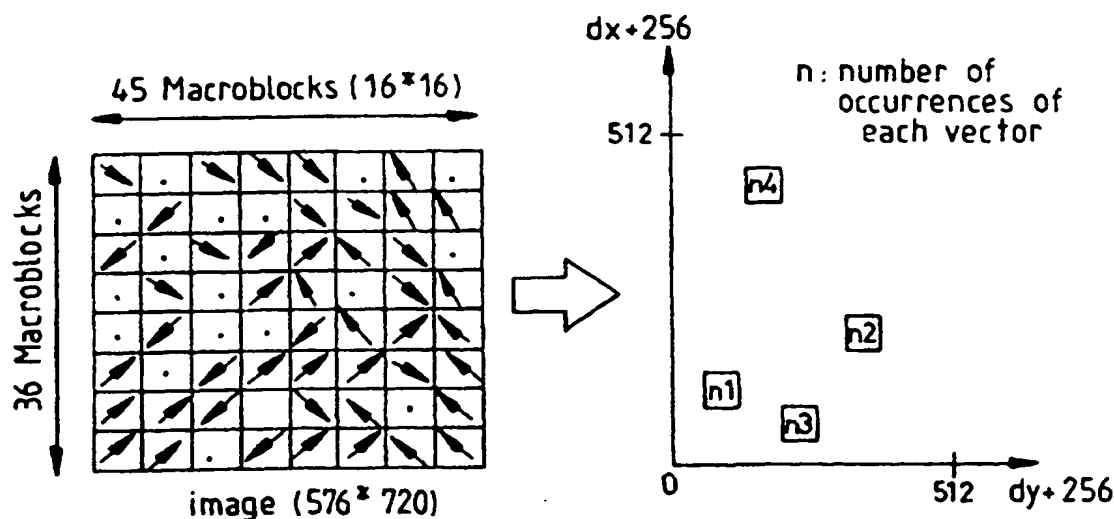 45 Macroblocks (16*16)
36 Macroblocks
image (576*720)
dx+256
n: number of
occurrences of
each vector
512
n4
n2
n1
n3
0
512
dy+256